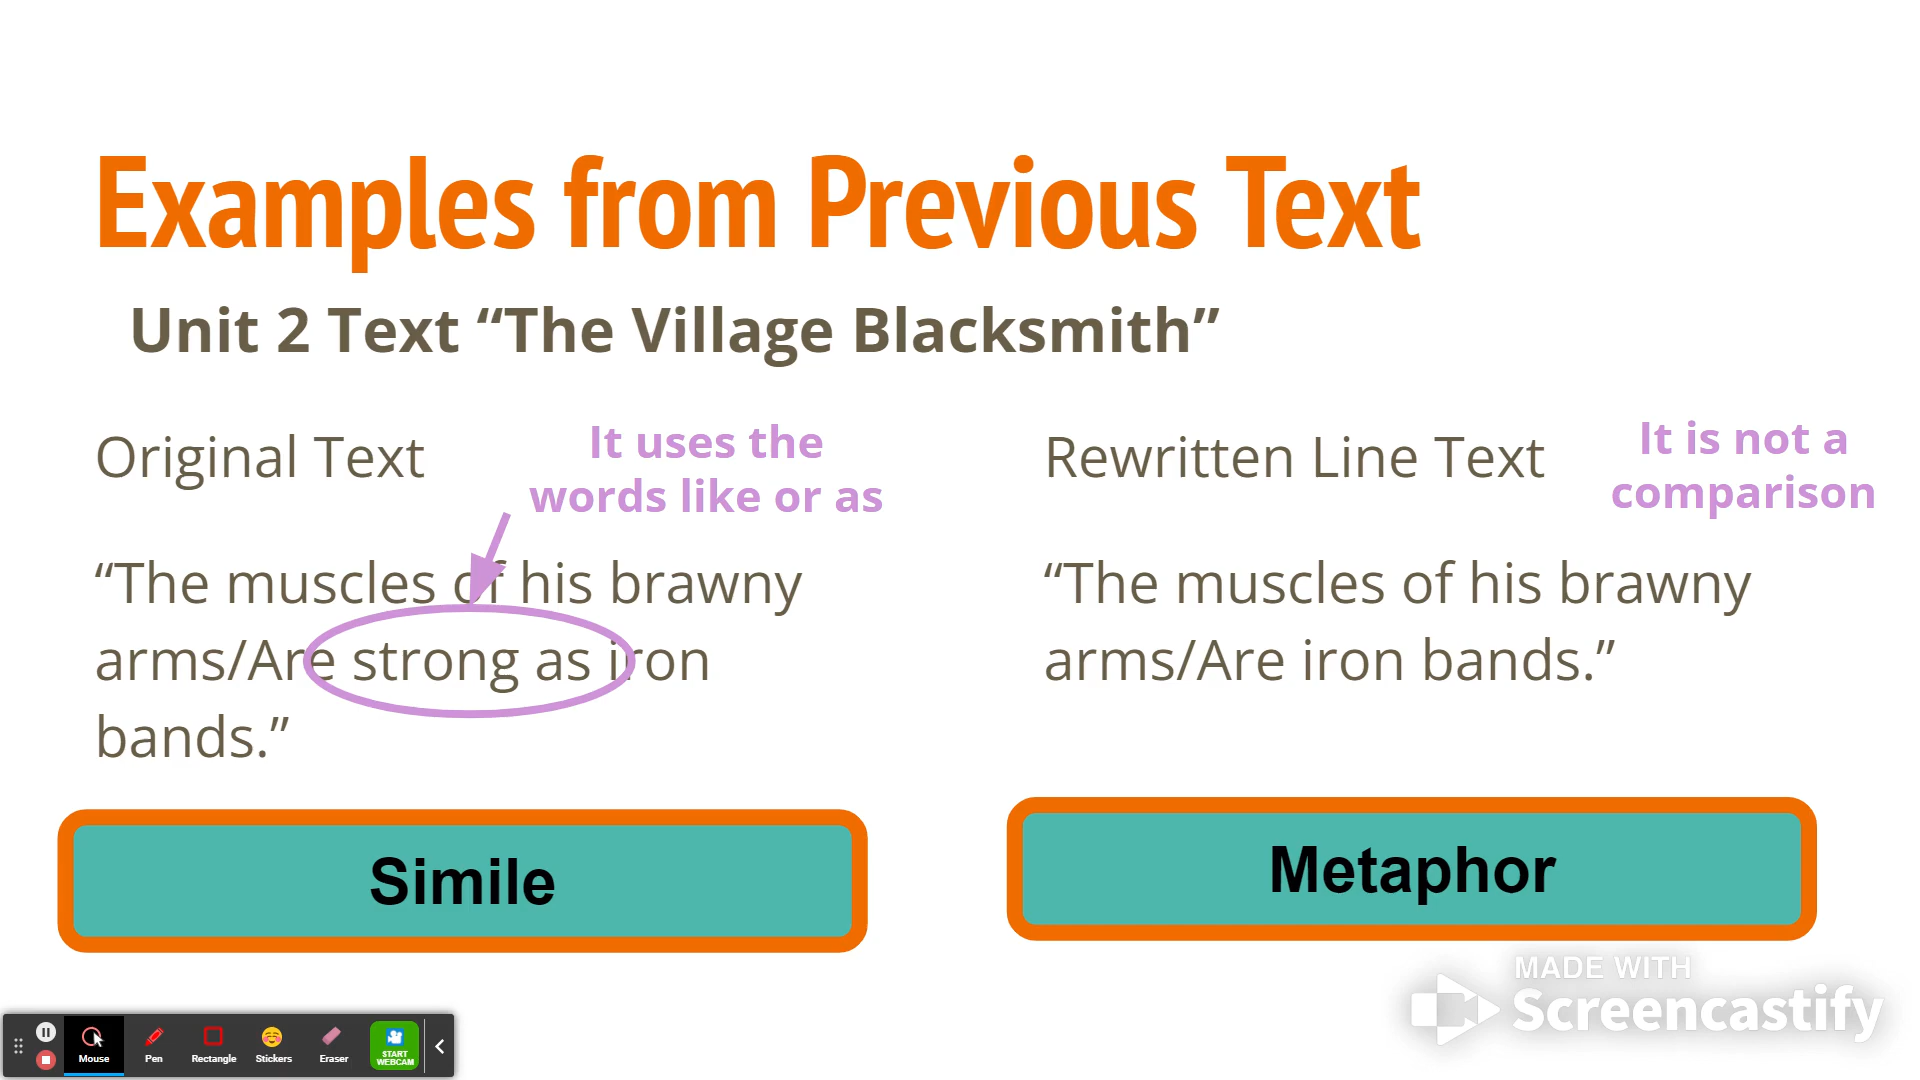 Examples from Previous Text
Unit 2 Text “The Village Blacksmith”
Original Text
It uses the
words like or as
“The muscles of his brawny
arms/Are strong as iron
bands.”
Simile
Rewritten Line Text
It is not a
comparison
“The muscles of his brawny
arms/Are iron bands.”
Metaphor
MADE WITH
Screencastify
Mouse
Pen
Rectangle
Stickers
Eraser
START
WEBCAM